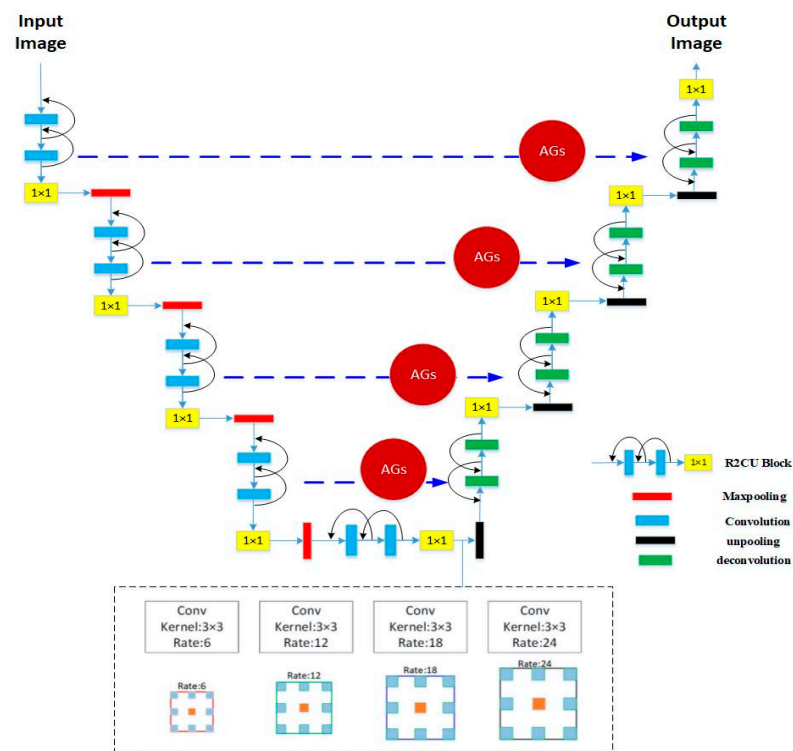 Input
Image
Output
Image
1×1
AGs
1×1
1×1
AGs
1×1
1×1
AGs
1×1
1×1
AGs
1×1
1×1
1×1
1×1
R2CU Block
Maxpooling
Convolution
unpooling
deconvolution
Conv
Kernel:3×3
Rate:6
Conv
Kernel:3×3
Rate:12
Conv
Kernel:3×3
Rate:18
Conv
Kernel:3×3
Rate:24
Rate:6
Rate:12
Rate:18
Rate:24